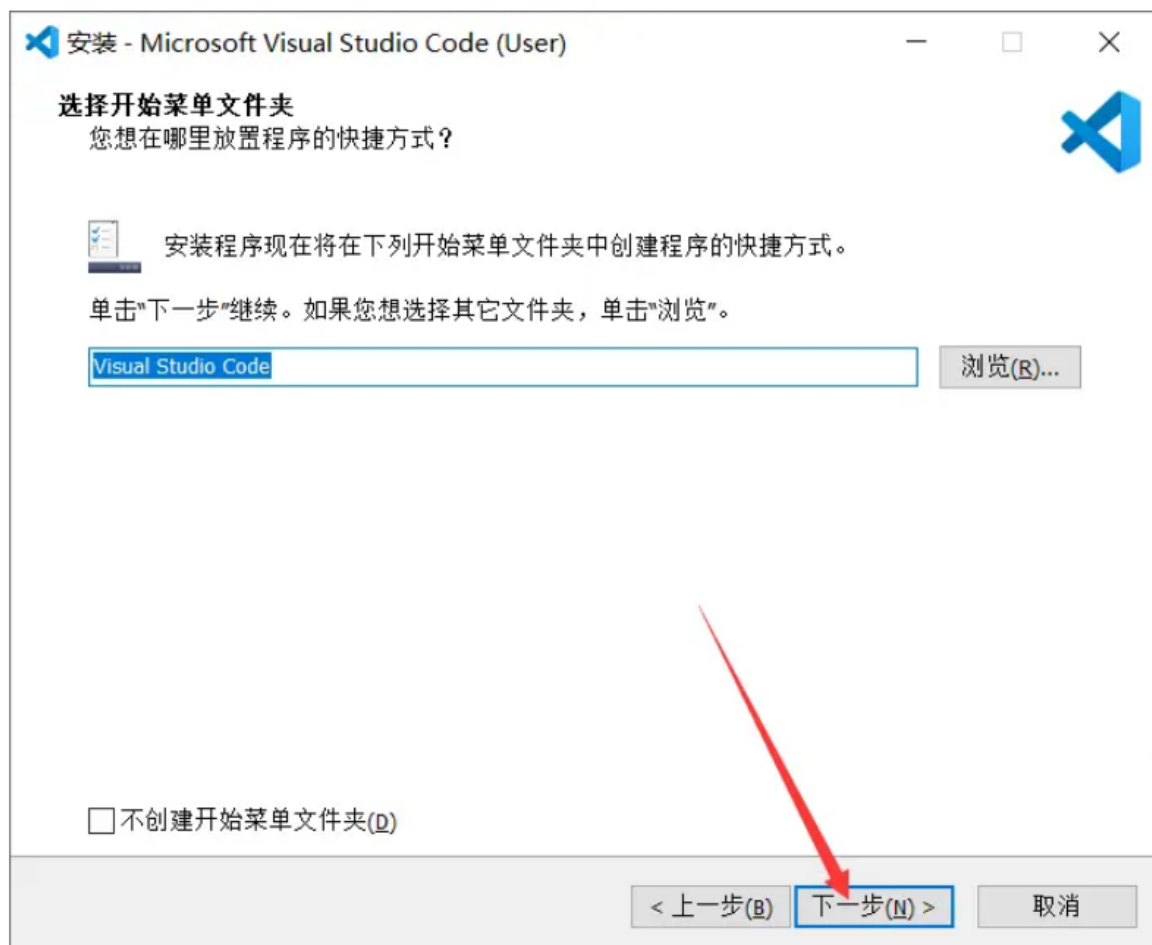 安装 - Microsoft Visual Studio Code (User)
选择开始菜单文件夹
您想在哪里放置程序的快捷方式？
安装程序现在将在下列开始菜单文件夹中创建程序的快捷方式。
单击“下一步”继续。如果您想选择其它文件夹，单击“浏览”。
Visual Studio Code
浏览(R)...
不创建开始菜单文件夹(D)
< 上一步(B) 下一步(N) > 取消